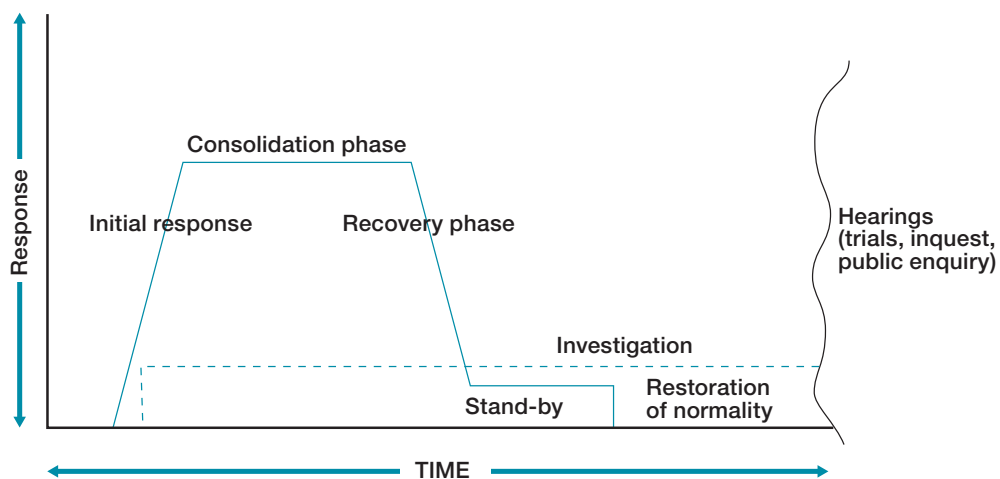 Response
Consolidation phase
Initial response
Recovery phase
Hearings
(trials, inquest,
public enquiry)
Investigation
Stand-by
Restoration
of normality
TIME